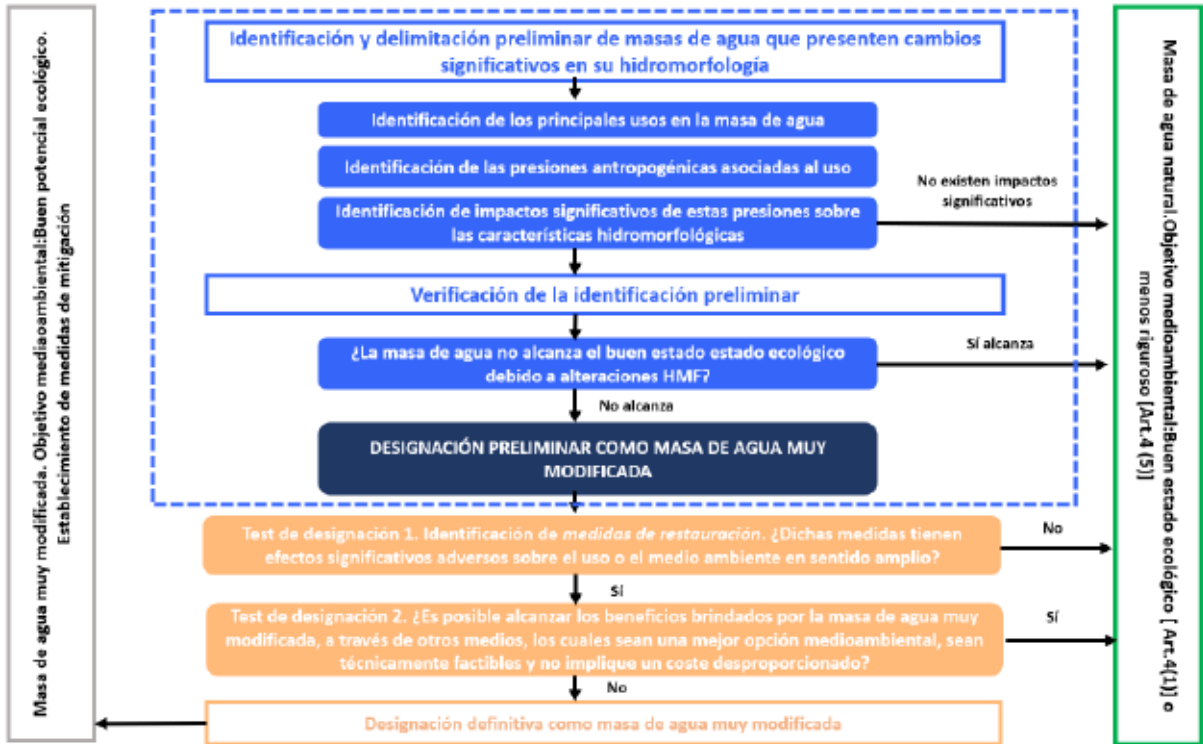 Masa de agua muy modificada. Objetivo mediaoambiental:Buen potencial ecológico.
Establecimiento de medidas de mitigación
Identificación y delimitación preliminar de masas de agua que presenten cambios
significativos en su hidromorfología
Identificación de los principales usos en la masa de agua
Identificación de las presiones antropogénicas asociadas al uso
No existen impactos
significativos
Identificación de impactos significativos de estas presiones sobre
las características hidromorfológicas
Verificación de la identificación preliminar
¿La masa de agua no alcanza el buen estado estado ecológico
debido a alteraciones HMF?
Sí alcanza
No alcanza
DESIGNACIÓN PRELIMINAR COMO MASA DE AGUA MUY
MODIFICADA
Test de designación 1. Identificación de medidas de restauración. ¿Dichas medidas tienen
efectos significativos adversos sobre el uso o el medio ambiente en sentido amplio?
No
Sí
Test de designación 2. ¿Es posible alcanzar los beneficios brindados por la masa de agua muy
modificada, a través de otros medios, los cuales sean una mejor opción medioambiental, sean
técnicamente factibles y no implique un coste desproporcionado?
Sí
No
Designación definitiva como masa de agua muy modificada
Masa de agua natural.Objetivo medioambiental:Buen estado ecológico [ Art.4(1)] o
menos riguroso [Art.4 (5)]